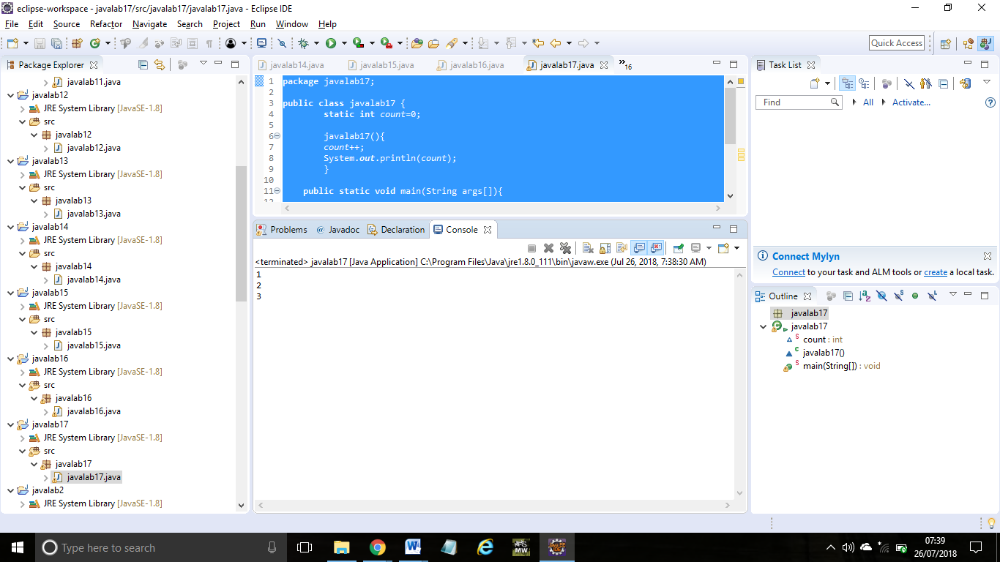 eclipse-workspace - javalab17/src/javalab17/javalab17.java - Eclipse IDE
File Edit Source Refactor Navigate Search Project Run Window Help
Quick Access
Package Explorer
javalab11.java
javalab12
JRE System Library [JavaSE-1.8]
src
javalab12
javalab12.java
javalab13
JRE System Library [JavaSE-1.8]
src
javalab13
javalab13.java
javalab14
JRE System Library [JavaSE-1.8]
src
javalab14
javalab14.java
javalab15
JRE System Library [JavaSE-1.8]
src
javalab15
javalab15.java
javalab16
JRE System Library [JavaSE-1.8]
src
javalab16
javalab16.java
javalab17
JRE System Library [JavaSE-1.8]
src
javalab17
javalab17.java
javalab2
JRE System Library [JavaSE-1.8]
javalab14.java javalab15.java javalab16.java javalab17.java »16
1 package javalab17;
2
3 public class javalab17 {
4 static int count=0;
5
6 javalab17(){
7 count++;
8 System.out.println(count);
9 }
10
11 public static void main(String args[]){
12
Problems @ Javadoc Declaration Console
<terminated> javalab17 [Java Application] C:\Program Files\Java\jre1.8.0_111\bin\javaw.exe (Jul 26, 2018, 7:38:30 AM)
1
2
3
Task List
Find All Activate...
Connect Mylyn
Connect to your task and ALM tools or create a local task.
Outline
javalab17
javalab17
count : int
javalab17()
main(String[]) : void
Type here to search
07:39
26/07/2018